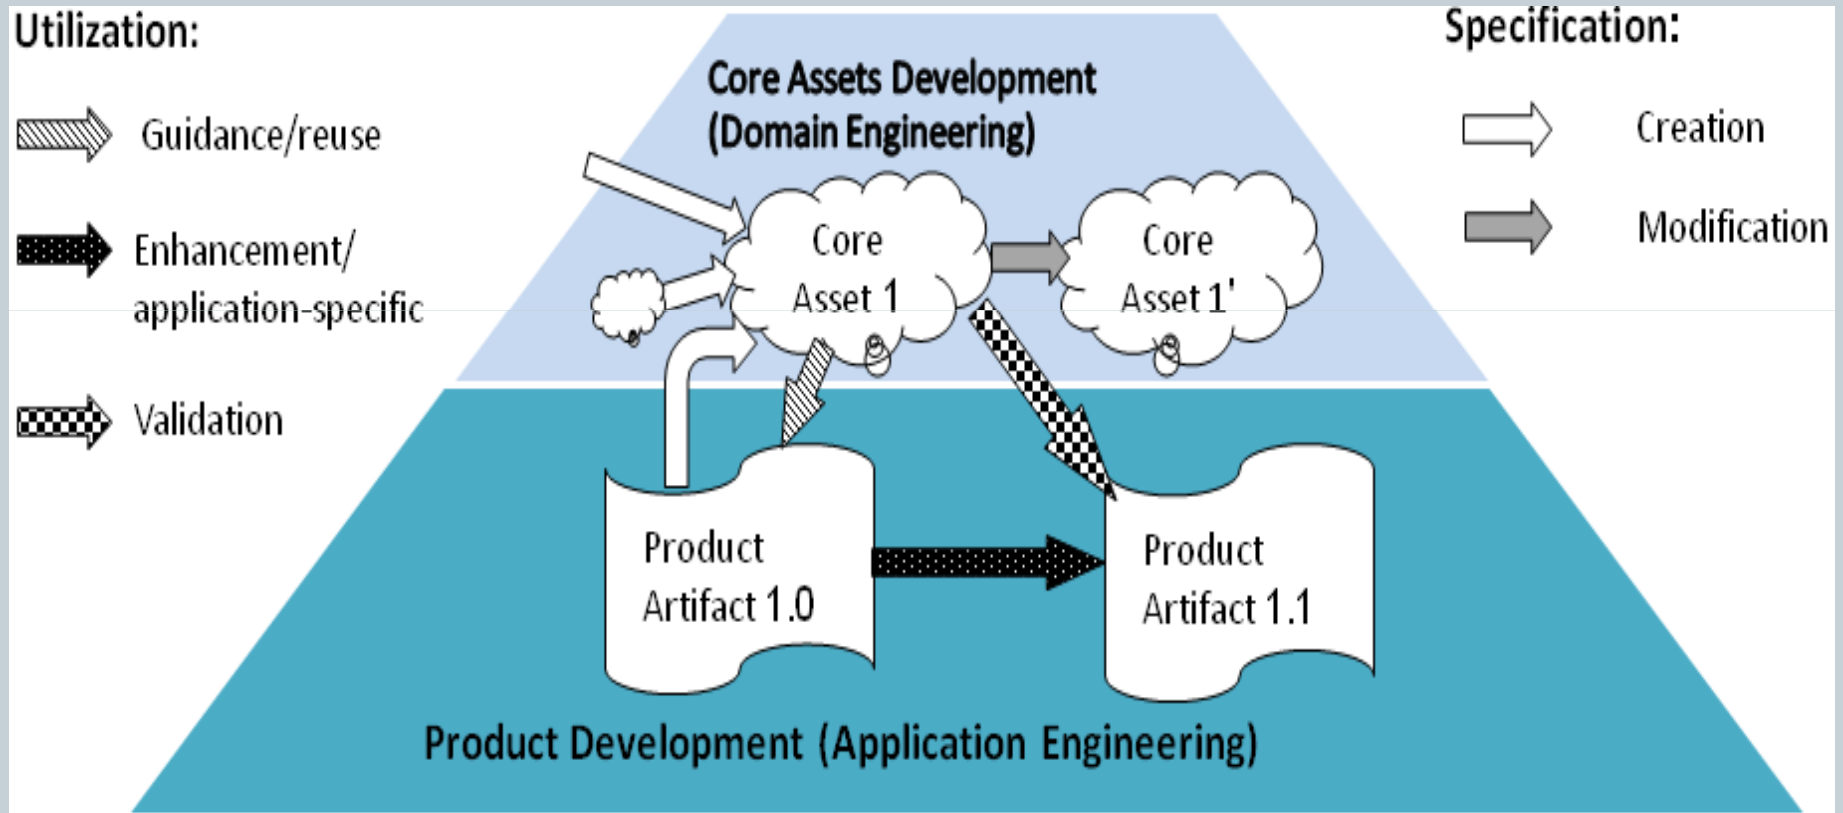 Utilization:
Guidance/reuse
Enhancement/
application-specific
Validation
Core Assets Development
(Domain Engineering)
Core
Asset 1
Core
Asset 1'
Product
Artifact 1.0
Product
Artifact 1.1
Product Development (Application Engineering)
Specification:
Creation
Modification